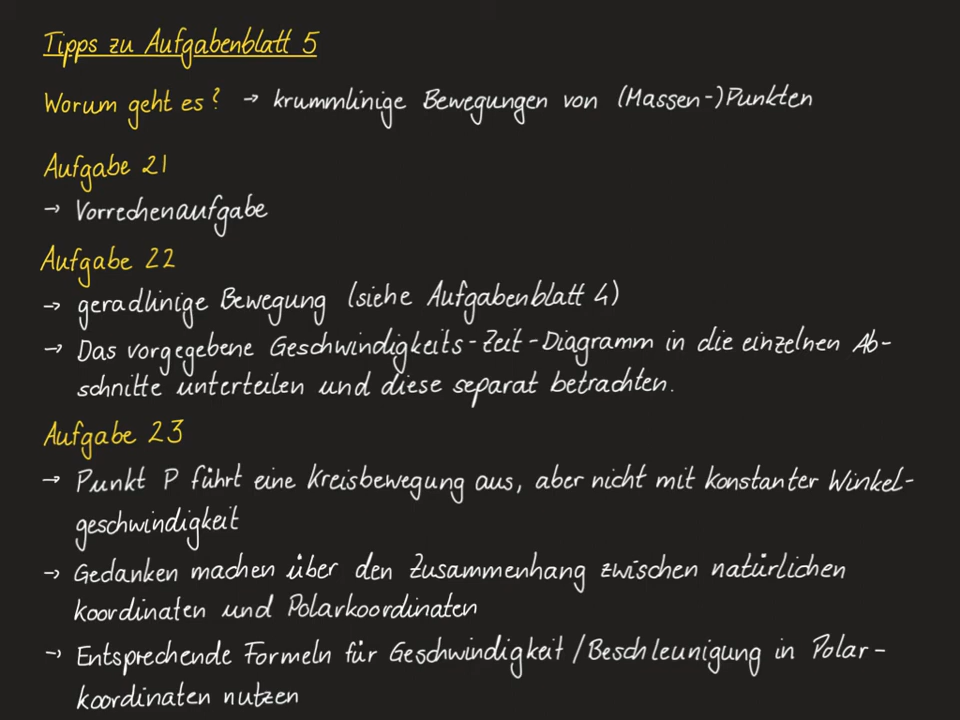 Tipps zu Aufgabenblatt 5
Worum geht es? → krummlinige Bewegungen von (Massen-)Punkten
Aufgabe 21
→ Vorrechenaufgabe
Aufgabe 22
→ geradlinige Bewegung (siehe Aufgabenblatt 4)
→ Das vorgegebene Geschwindigkeits-Zeit-Diagramm in die einzelnen Ab-
schnitte unterteilen und diese separat betrachten.
Aufgabe 23
→ Punkt P führt eine Kreisbewegung aus, aber nicht mit konstanter Winkel-
geschwindigkeit
→ Gedanken machen über den Zusammenhang zwischen natürlichen
Koordinaten und Polarkoordinaten
→ Entsprechende Formeln für Geschwindigkeit/Beschleunigung in Polar-
koordinaten nutzen